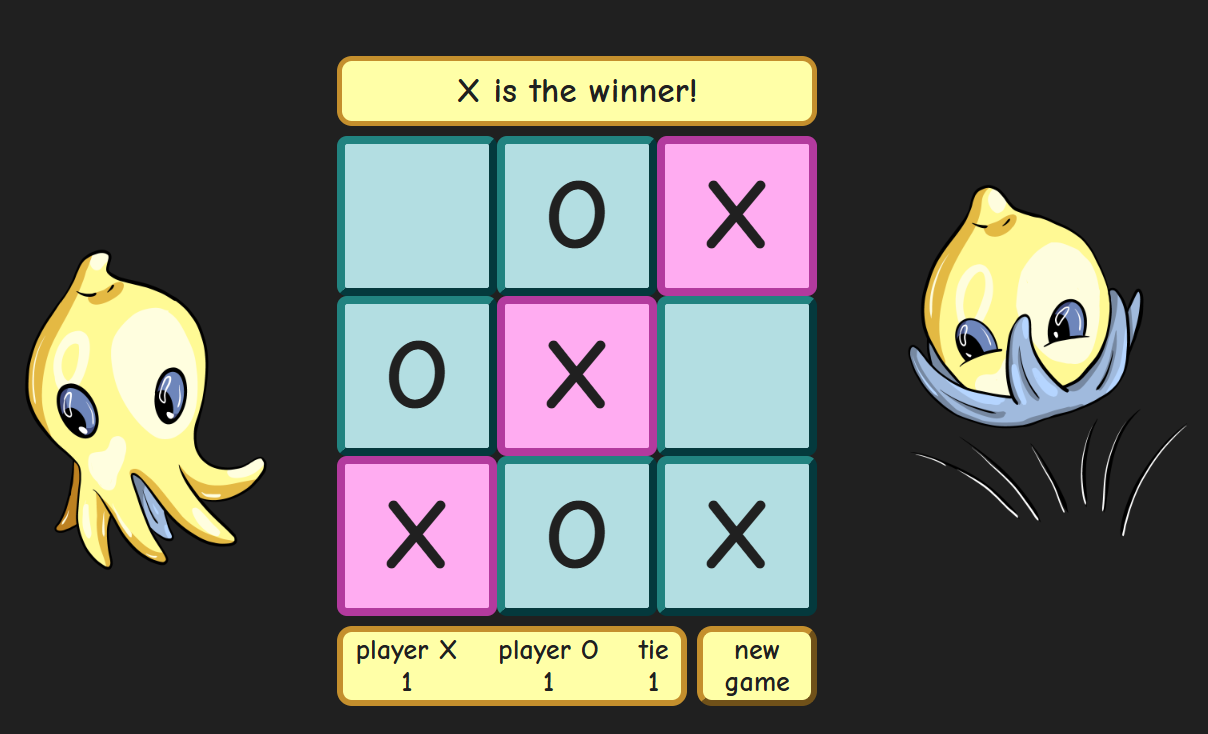 X is the winner!
O X
O X
X O X
player X player O tie
1 1 1
new
game